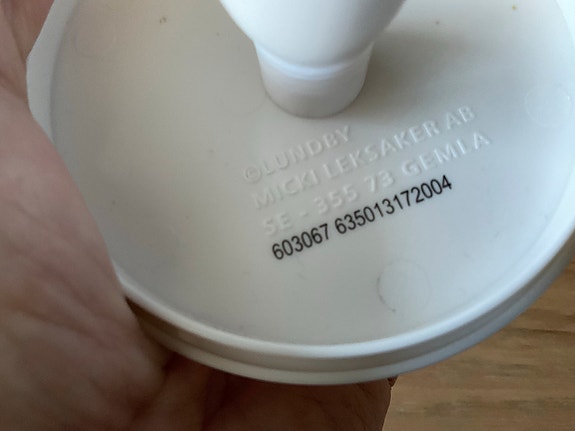 ©LUNDBY
MICKI LEKSAKER AB
SE - 355 73 GEMLA
603067 635013172004